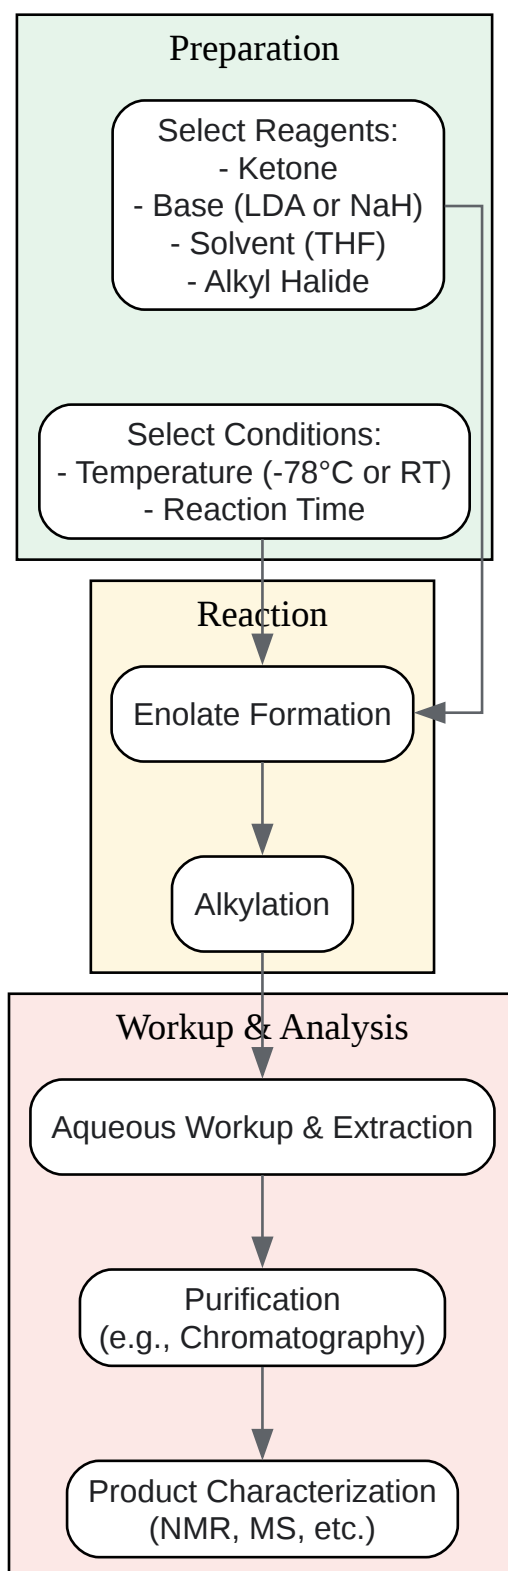 Preparation
Select Reagents:
- Ketone
- Base (LDA or NaH)
- Solvent (THF)
- Alkyl Halide
Select Conditions:
- Temperature (-78°C or RT)
- Reaction Time
Reaction
Enolate Formation
Alkylation
Workup & Analysis
Aqueous Workup & Extraction
Purification
(e.g., Chromatography)
Product Characterization
(NMR, MS, etc.)